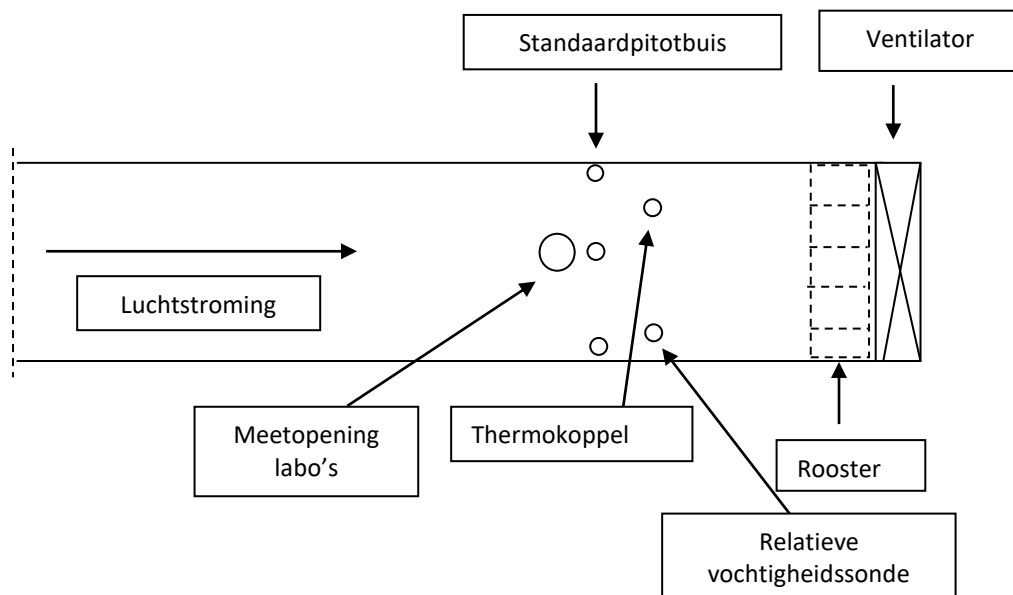 Standaardpitotbuis
Ventilator
Luchtstroming
Meetopening
labo’s
Thermokoppel
Rooster
Relatieve
vochtigheidssonde